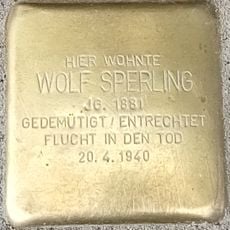 HIER WOHNTE
WOLF SPERLING
JG. 1881
GEDEMÜTIGT / ENTRECHTET
FLUCHT IN DEN TOD
20.4.1940